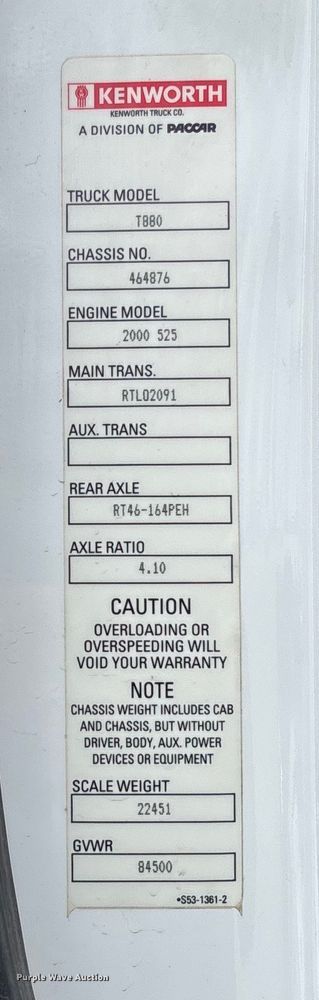 KENWORTH
KENWORTH TRUCK CO.
A DIVISION OF PACCAR
TRUCK MODEL
T880
CHASSIS NO.
464876
ENGINE MODEL
2000 525
MAIN TRANS.
RTLO2091
AUX. TRANS
REAR AXLE
RT46-164PEH
AXLE RATIO
4.10
CAUTION
OVERLOADING OR
OVERSPEEDING WILL
VOID YOUR WARRANTY
NOTE
CHASSIS WEIGHT INCLUDES CAB
AND CHASSIS, BUT WITHOUT
DRIVER, BODY, AUX. POWER
DEVICES OR EQUIPMENT
SCALE WEIGHT
22451
GVWR
84500
•S53-1361-2
Purple Wave Auction